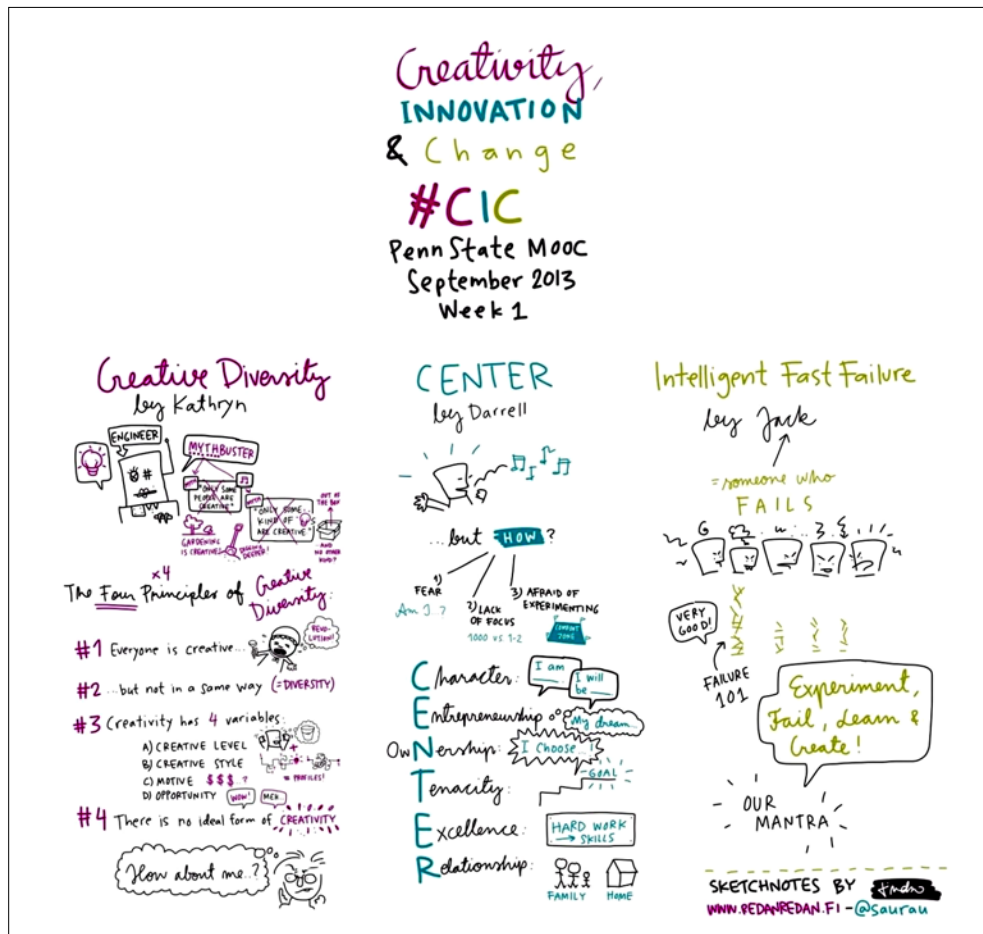 Creativity,
INNOVATION
& Change
#CIC
Penn State MOOC
September 2013
Week 1
Creative Diversity
by Kathryn
ENGINEER
MYTHBUSTER
"ONLY SOME
PEOPLE ARE
CREATIVE"
"ONLY SOME
KIND OF
ARE CREATIVE"
OUT OF
THE BOX
AND
NO OTHER
KIND?
GARDENING
IS CREATIVE!
DEEPER!
x4
The Four Principles of Creative
Diversity:
#1 Everyone is creative...
REVO-
LUTION!
#2 ...but not in a same way (=DIVERSITY)
#3 Creativity has 4 variables:
A) CREATIVE LEVEL
B) CREATIVE STYLE
C) MOTIVE $$$..?
= PROFILES!
D) OPPORTUNITY WOW! MEH..
#4 There is no ideal form of CREATIVITY
How about me..?
CENTER
by Darrell
...but HOW?
1) FEAR
Am I..?
2) LACK
OF FOCUS
1000 vs. 1-2
3) AFRAID OF
EXPERIMENTING
COMFORT
ZONE
Character:
I am
I will
be
Entrepreneurship
My dream...
OwNership:
I Choose...!
Tenacity:
GOAL
Excellence:
HARD WORK
→ SKILLS
Relationship:
FAMILY HOME
Intelligent Fast Failure
by Jack
=someone who
FAILS
VERY
GOOD!
FAILURE
101
Experiment,
Fail, Learn &
Create!
OUR
MANTRA
SKETCHNOTES BY
WWW.REDANREDAN.FI - @saurau